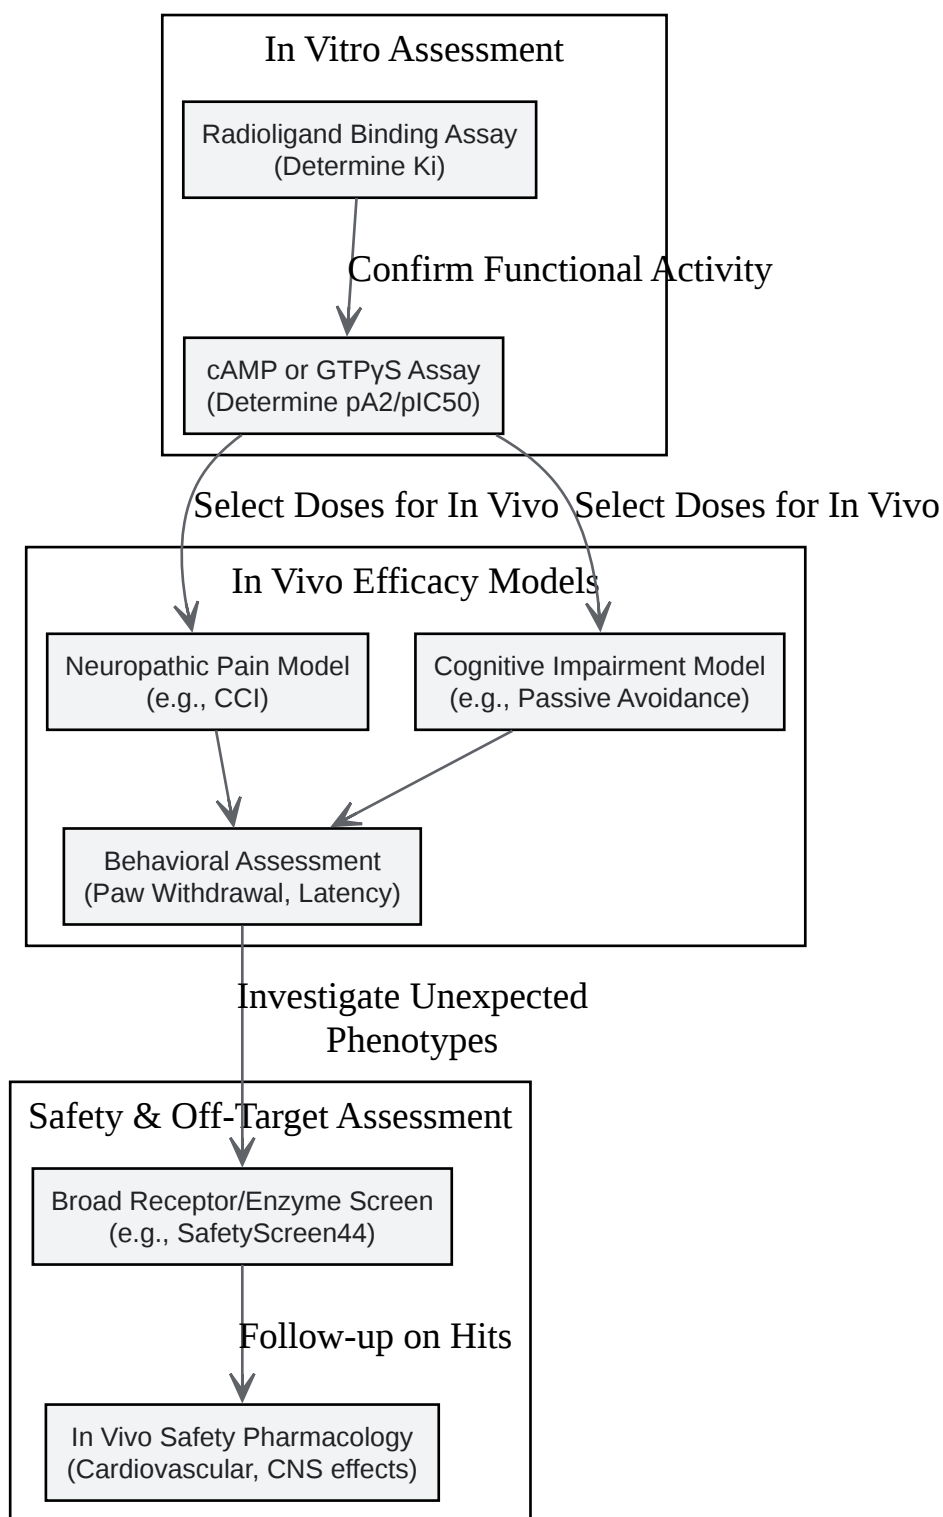 In Vitro Assessment
Radioligand Binding Assay
(Determine Ki)
Confirm Functional Activity
cAMP or GTPγS Assay
(Determine pA2/pIC50)
Select Doses for In Vivo
Select Doses for In Vivo
In Vivo Efficacy Models
Neuropathic Pain Model
(e.g., CCI)
Cognitive Impairment Model
(e.g., Passive Avoidance)
Behavioral Assessment
(Paw Withdrawal, Latency)
Investigate Unexpected
Phenotypes
Safety & Off-Target Assessment
Broad Receptor/Enzyme Screen
(e.g., SafetyScreen44)
Follow-up on Hits
In Vivo Safety Pharmacology
(Cardiovascular, CNS effects)